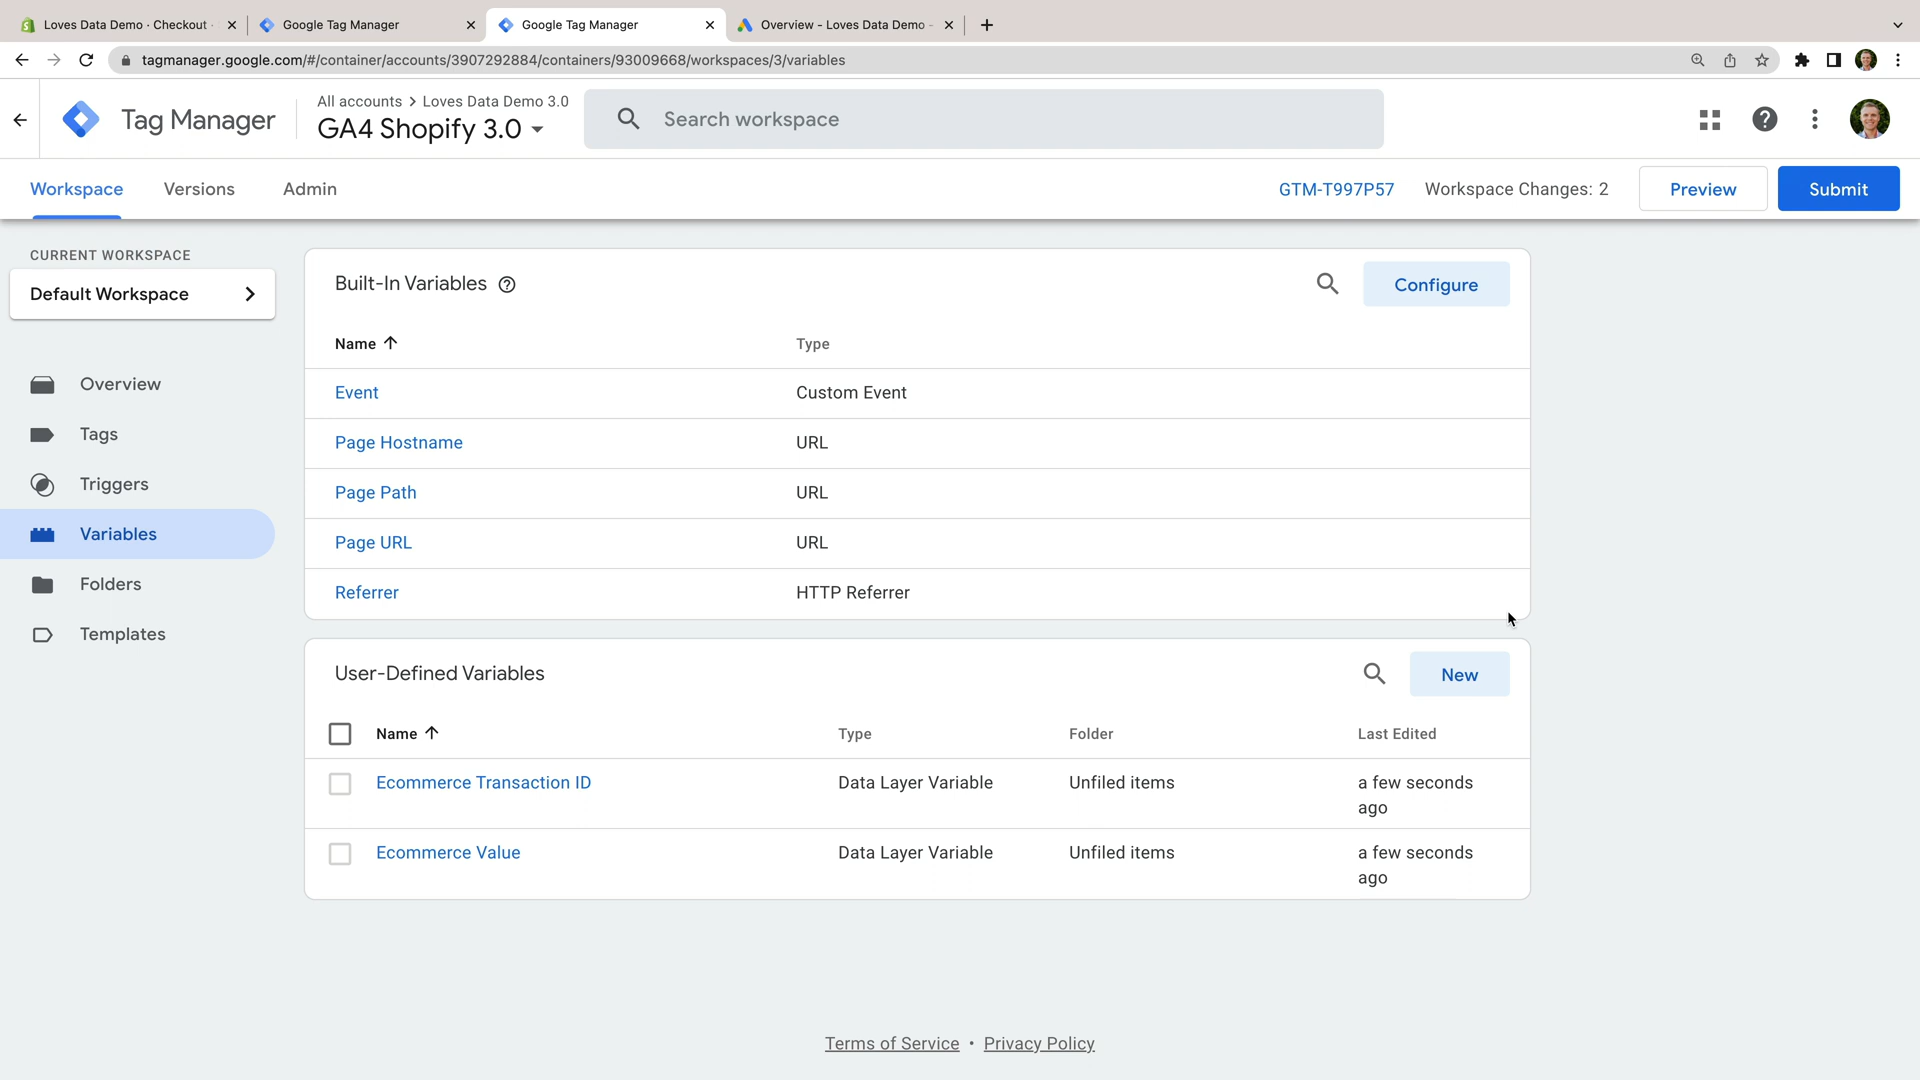 Loves Data Demo · Checkout ·
Google Tag Manager
Google Tag Manager
Overview - Loves Data Demo -
tagmanager.google.com/#/container/accounts/3907292884/containers/93009668/workspaces/3/variables
Tag Manager
All accounts > Loves Data Demo 3.0
GA4 Shopify 3.0
Search workspace
Workspace
Versions
Admin
GTM-T997P57
Workspace Changes: 2
Preview
Submit
CURRENT WORKSPACE
Default Workspace
Overview
Tags
Triggers
Variables
Folders
Templates
Built-In Variables
Configure
Name Type
Event Custom Event
Page Hostname URL
Page Path URL
Page URL URL
Referrer HTTP Referrer
User-Defined Variables
New
Name Type Folder Last Edited
Ecommerce Transaction ID Data Layer Variable Unfiled items a few seconds
ago
Ecommerce Value Data Layer Variable Unfiled items a few seconds
ago
Terms of Service • Privacy Policy